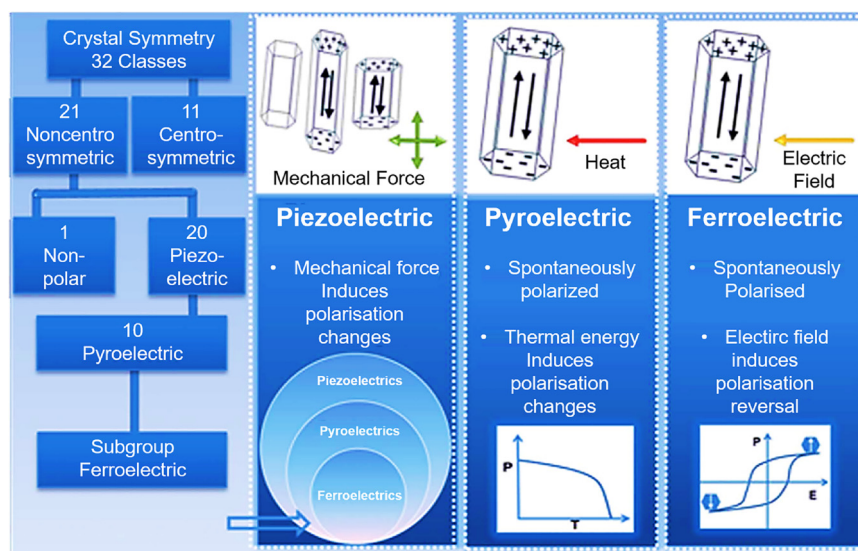 Crystal Symmetry
32 Classes
21
Noncentro
symmetric
11
Centro-
symmetric
1
Non-
polar
20
Piezo-
electric
10
Pyroelectric
Subgroup
Ferroelectric
Mechanical Force
Piezoelectric
• Mechanical force
Induces
polarisation
changes
Piezoelectrics
Pyroelectrics
Ferroelectrics
Heat
Pyroelectric
• Spontaneously
polarized
• Thermal energy
Induces
polarisation
changes
P
T
Electric
Field
Ferroelectric
• Spontaneously
Polarised
• Electirc field
induces
polarisation
reversal
P
E